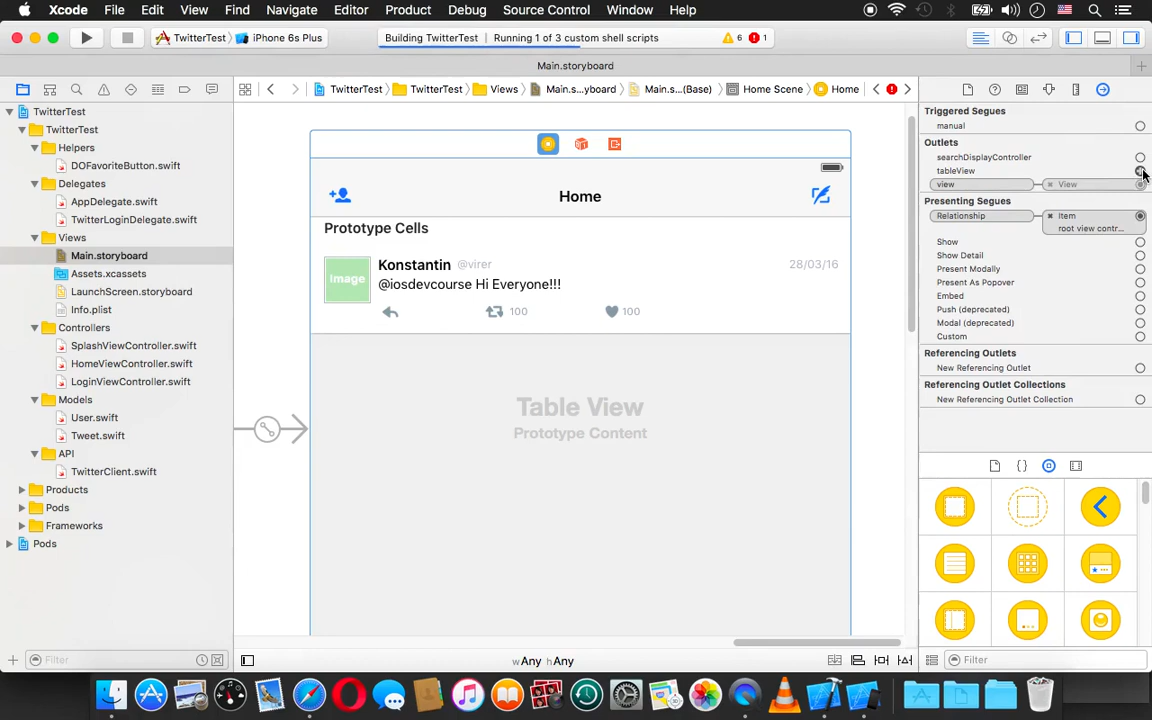 Xcode File Edit View Find Navigate Editor Product Debug Source Control Window Help
TwitterTest iPhone 6s Plus Building TwitterTest Running 1 of 3 custom shell scripts 6 1
Main.storyboard
TwitterTest TwitterTest Views Main.s...yboard Main.s...(Base) Home Scene Home
TwitterTest
TwitterTest
Helpers
DOFavoriteButton.swift
Delegates
AppDelegate.swift
TwitterLoginDelegate.swift
Views
Main.storyboard
Assets.xcassets
LaunchScreen.storyboard
Info.plist
Controllers
SplashViewController.swift
HomeViewController.swift
LoginViewController.swift
Models
User.swift
Tweet.swift
API
TwitterClient.swift
Products
Pods
Frameworks
Pods
Filter
Home
Prototype Cells
Image
Konstantin @virer 28/03/16
@iosdevcourse Hi Everyone!!!
100 100
Table View
Prototype Content
wAny hAny
Triggered Segues
manual
Outlets
searchDisplayController
tableView
view View
Presenting Segues
Relationship Item
root view contr...
Show
Show Detail
Present Modally
Present As Popover
Embed
Push (deprecated)
Modal (deprecated)
Custom
Referencing Outlets
New Referencing Outlet
Referencing Outlet Collections
New Referencing Outlet Collection
Filter